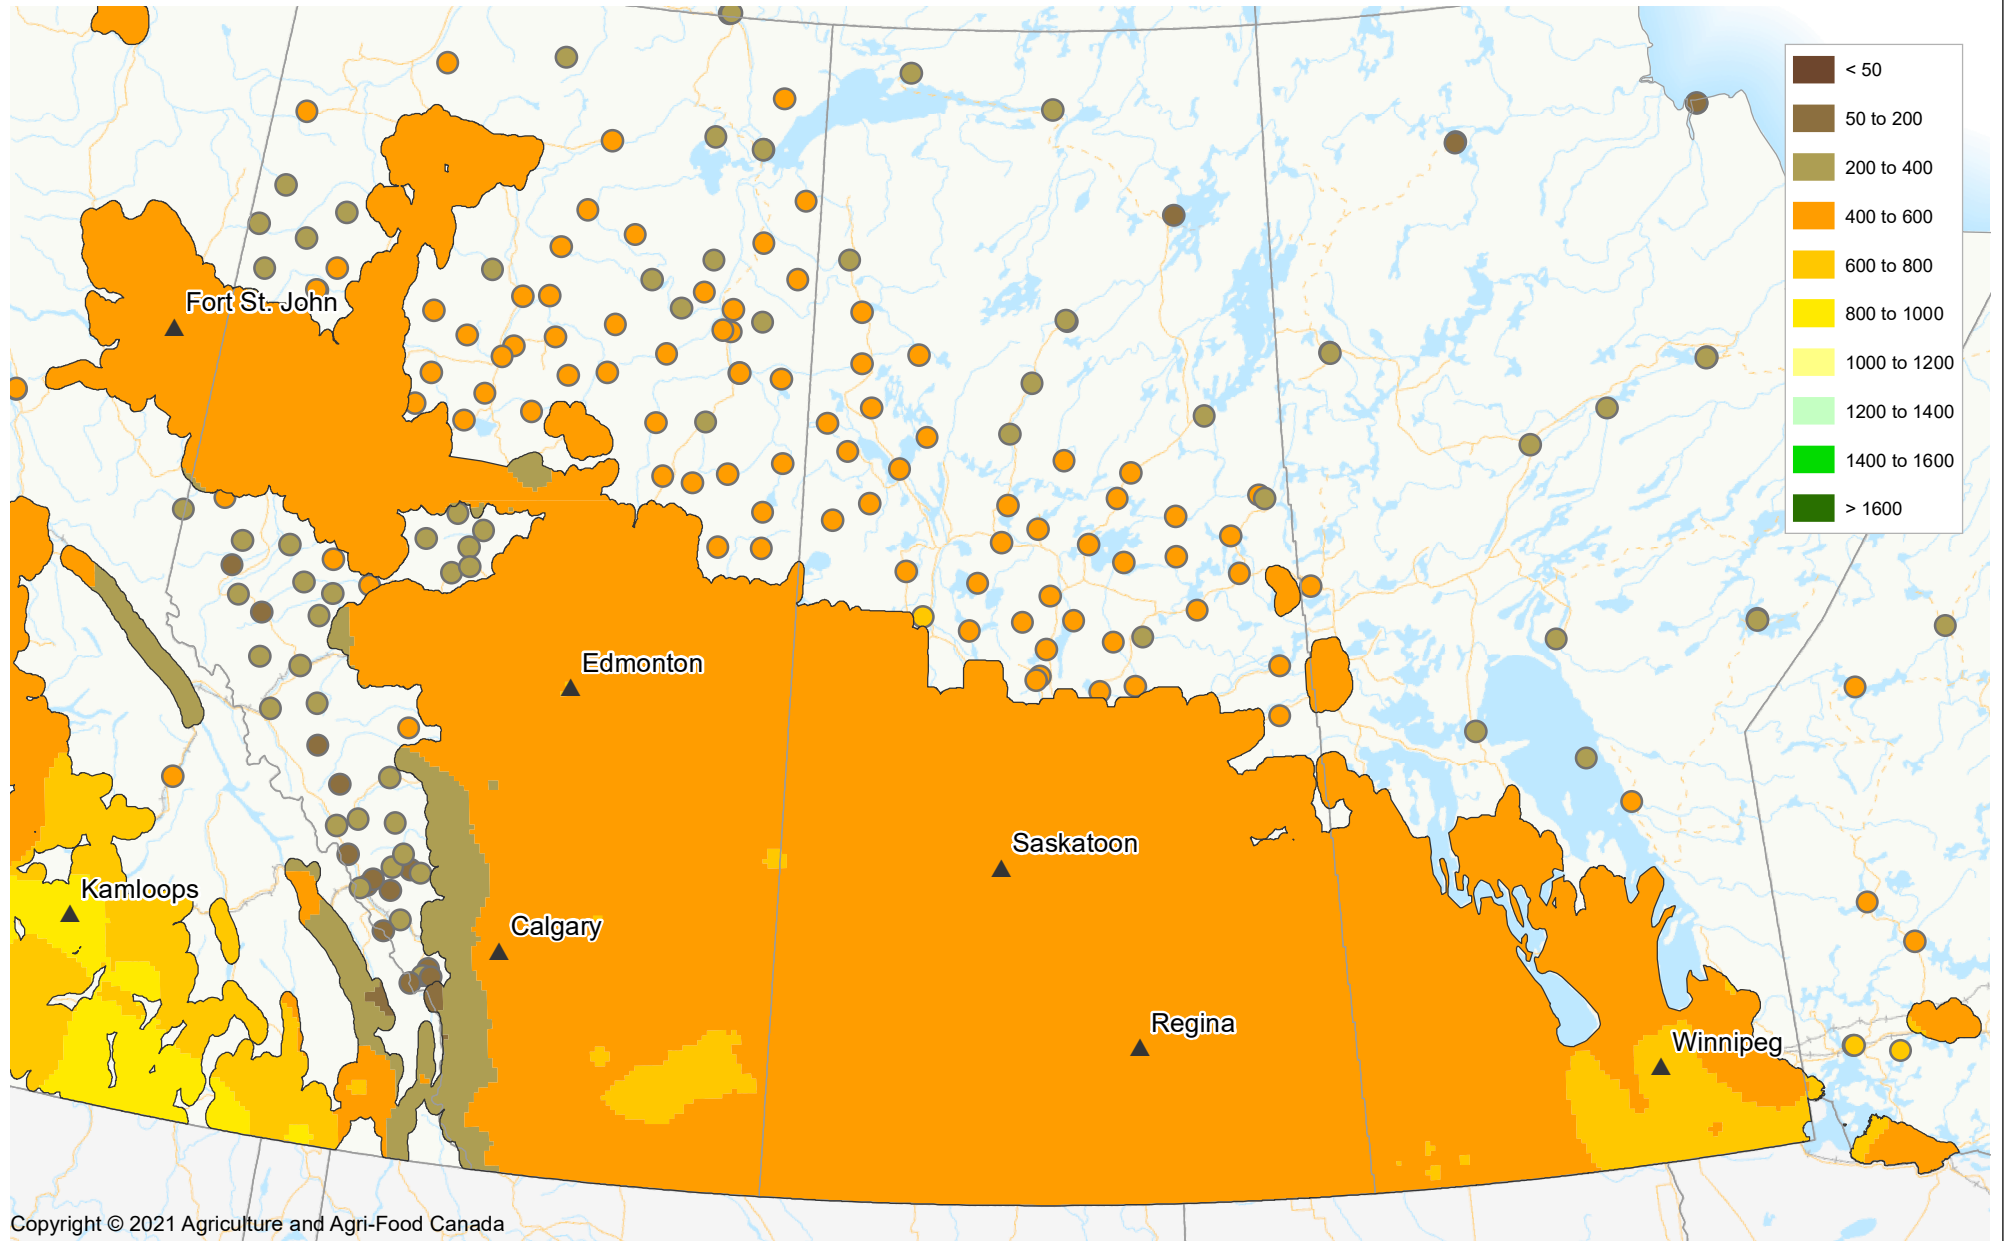 < 50
50 to 200
200 to 400
400 to 600
600 to 800
800 to 1000
1000 to 1200
1200 to 1400
1400 to 1600
> 1600
Fort St. John
Edmonton
Saskatoon
Kamloops
Calgary
Regina
Winnipeg
Copyright © 2021 Agriculture and Agri-Food Canada